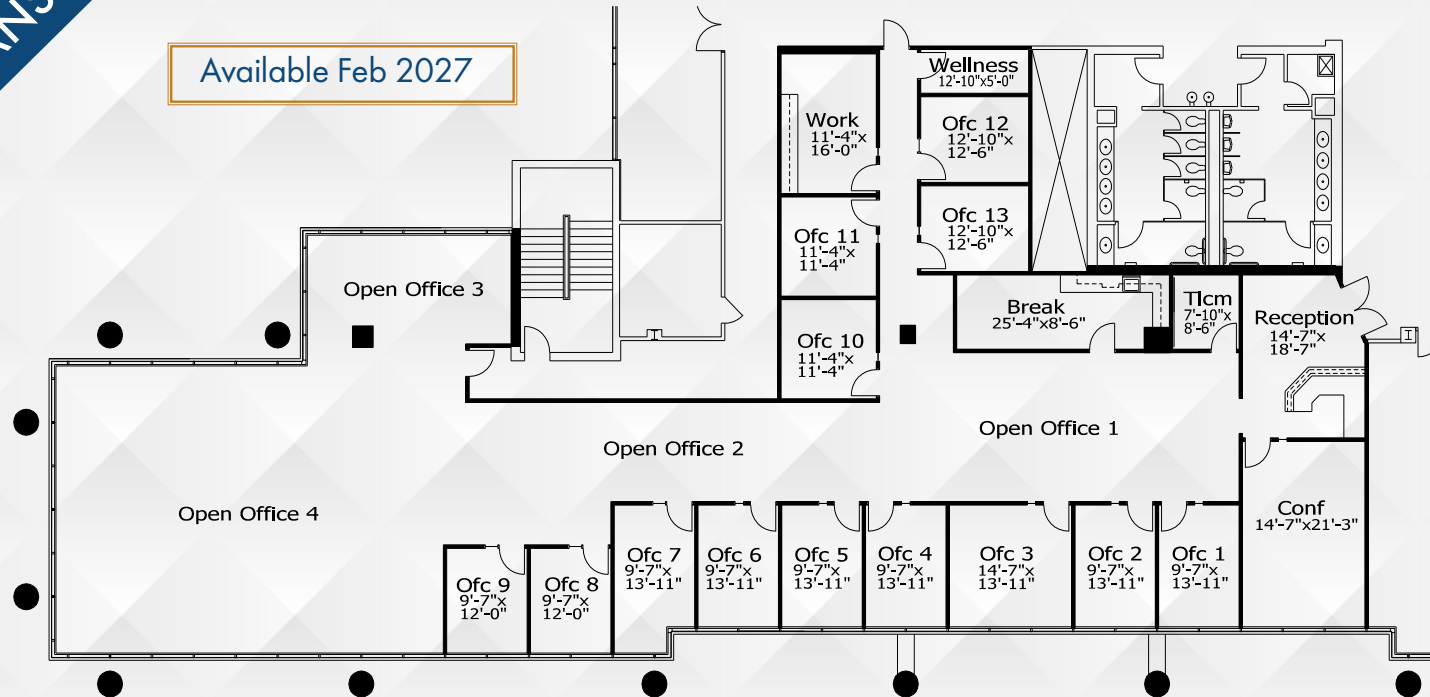 Available Feb 2027
Wellness
12'-10"x5'-0"
Work
11'-4"x
16'-0"
Ofc 12
12'-10"x
12'-6"
Ofc 13
12'-10"x
12'-6"
Ofc 11
11'-4"x
11'-4"
Open Office 3
Break
25'-4"x8'-6"
Tlcm
7'-10"x
8'-6"
Reception
14'-7"x
18'-7"
Ofc 10
11'-4"x
11'-4"
Open Office 1
Open Office 2
Open Office 4
Conf
14'-7"x21'-3"
Ofc 9
9'-7"x
12'-0"
Ofc 8
9'-7"x
12'-0"
Ofc 7
9'-7"x
13'-11"
Ofc 6
9'-7"x
13'-11"
Ofc 5
9'-7"x
13'-11"
Ofc 4
9'-7"x
13'-11"
Ofc 3
14'-7"x
13'-11"
Ofc 2
9'-7"x
13'-11"
Ofc 1
9'-7"x
13'-11"